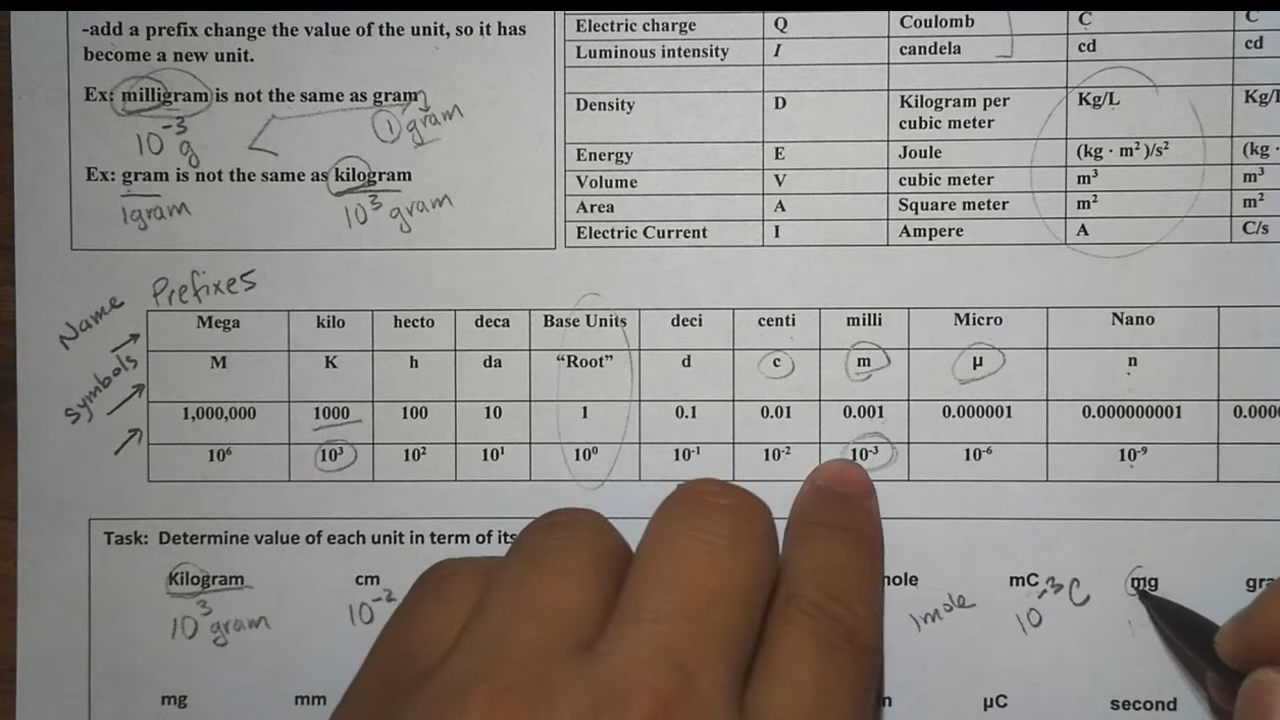 -add a prefix change the value of the unit, so it has
become a new unit.
Ex: milligram is not the same as gram
10⁻³ g
1 gram
Ex: gram is not the same as kilogram
1gram
10³ gram
Electric charge Q Coulomb C C
Luminous intensity I candela cd cd
Density D Kilogram per cubic meter Kg/L
Energy E Joule (kg · m²)/s² (kg ·
Volume V cubic meter m³ m³
Area A Square meter m² m²
Electric Current I Ampere A C/s
Prefixes
Name
Symbols
Mega kilo hecto deca Base Units deci centi milli Micro Nano
M K h da “Root” d c m µ n
1,000,000 1000 100 10 1 0.1 0.01 0.001 0.000001 0.000000001
10⁶ 10³ 10² 10¹ 10⁰ 10⁻¹ 10⁻² 10⁻³ 10⁻⁶ 10⁻⁹
Task: Determine value of each unit in term of its
Kilogram cm mC mg
10³ gram 10⁻² 1mole 10⁻³ C
mg mm µC second